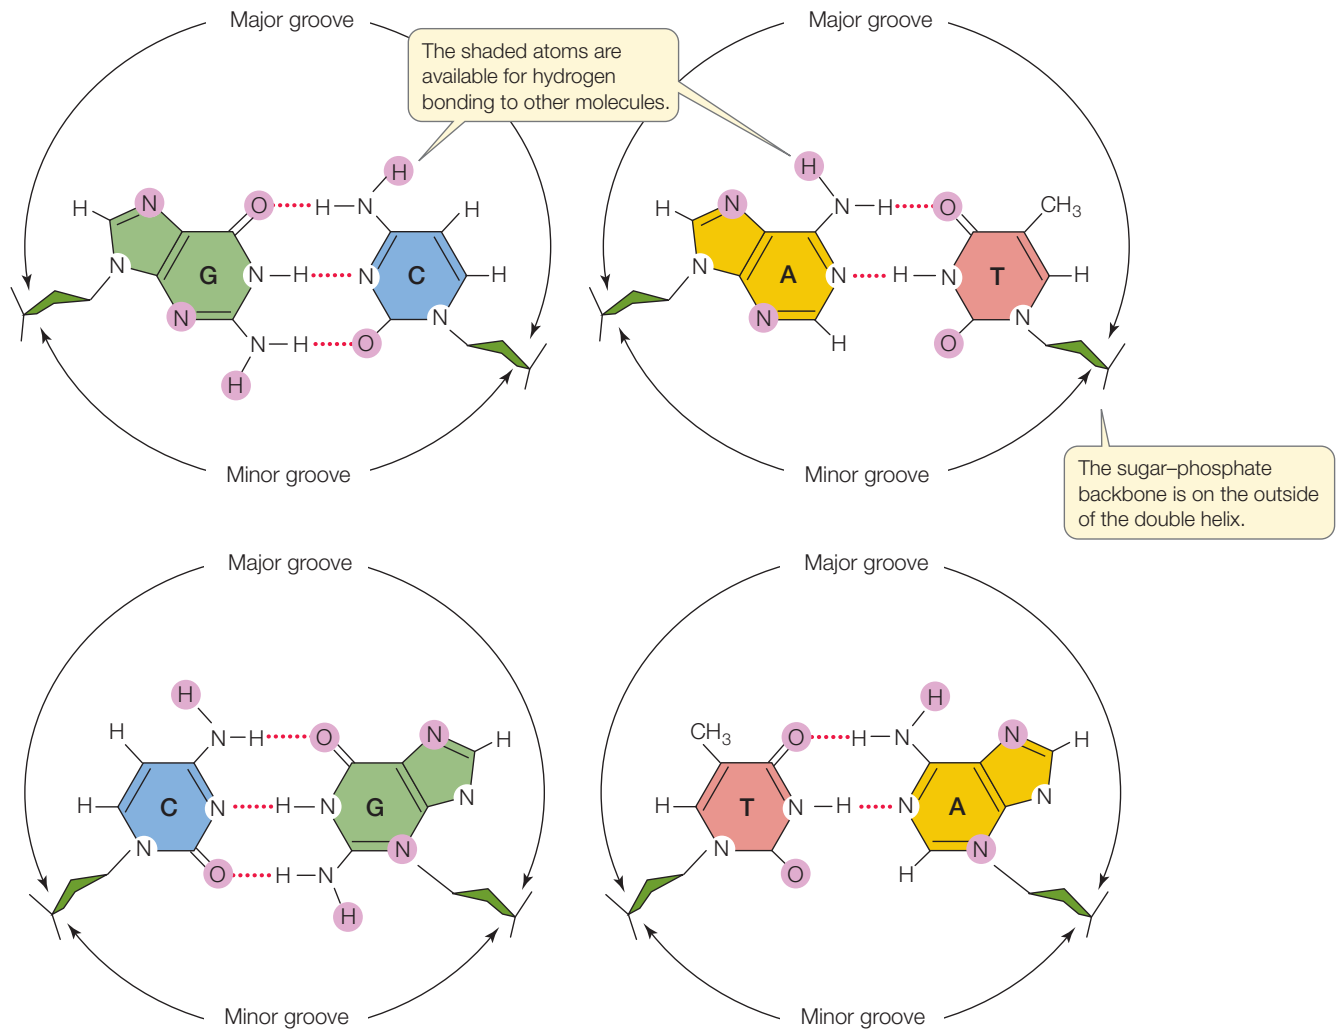 Major groove
Major groove
The shaded atoms are
available for hydrogen
bonding to other molecules.
H
H
H N O H N H
H N O CH3
N G N H N C H
N A N H N T H
N N H O N
N H O N
H
Minor groove
Minor groove
The sugar–phosphate
backbone is on the outside
of the double helix.
Major groove
Major groove
H
H
H N H O N H
CH3 O H N N H
H C N H N G N
H T N H N A N
N O H N N
N O H N
H
Minor groove
Minor groove